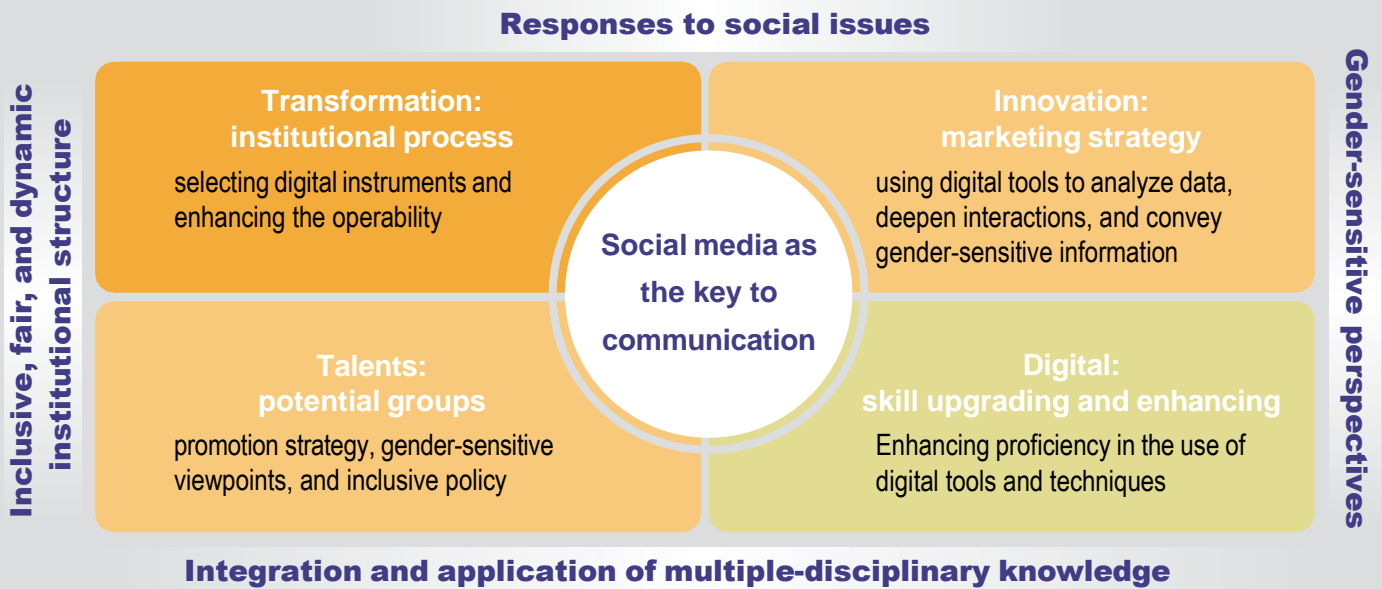 Responses to social issues
Inclusive, fair, and dynamic
institutional structure
Transformation:
institutional process
selecting digital instruments and
enhancing the operability
Innovation:
marketing strategy
using digital tools to analyze data,
deepen interactions, and convey
gender-sensitive information
Social media as
the key to
communication
Talents:
potential groups
promotion strategy, gender-sensitive
viewpoints, and inclusive policy
Digital:
skill upgrading and enhancing
Enhancing proficiency in the use of
digital tools and techniques
Gender-sensitive perspectives
Integration and application of multiple-disciplinary knowledge